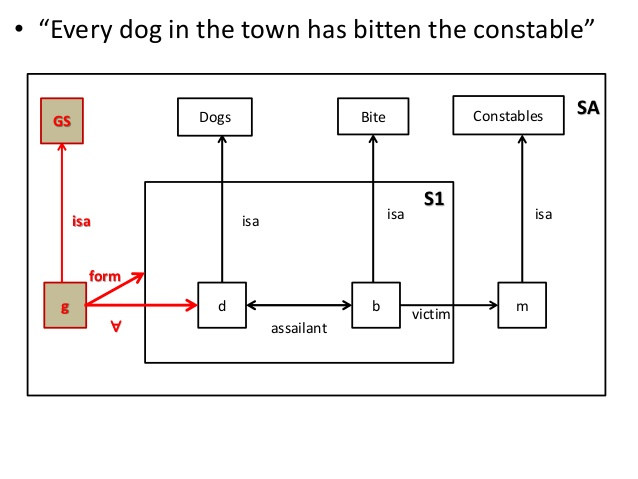 • “Every dog in the town has bitten the constable”
SA
GS
Dogs
Bite
Constables
S1
isa
isa
isa
isa
form
g
d
b
m
∀
assailant
victim